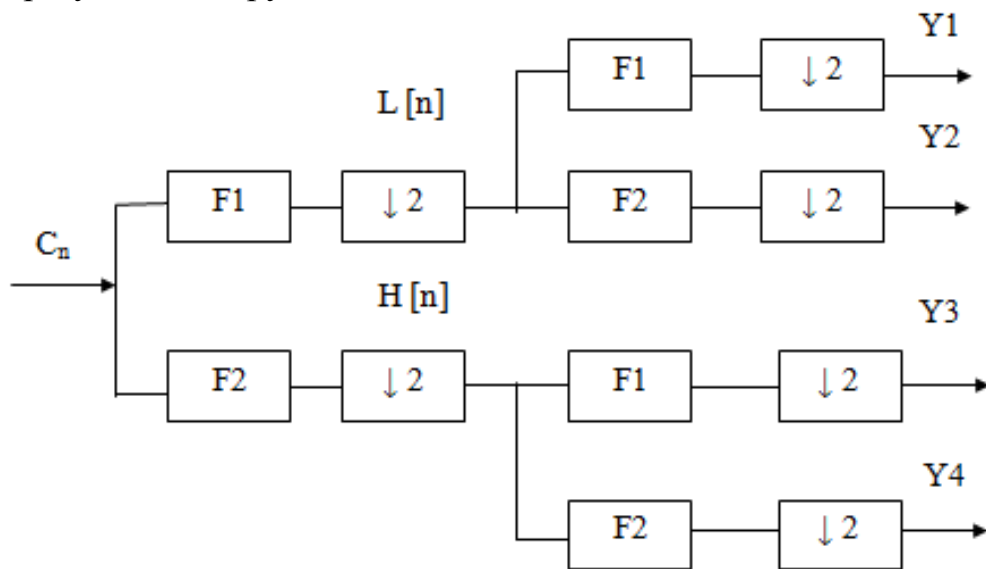 Y1
F1 ↓ 2
L [n]
Y2
F1 ↓ 2 F2 ↓ 2
Cn
H [n]
Y3
F2 ↓ 2 F1 ↓ 2
Y4
F2 ↓ 2